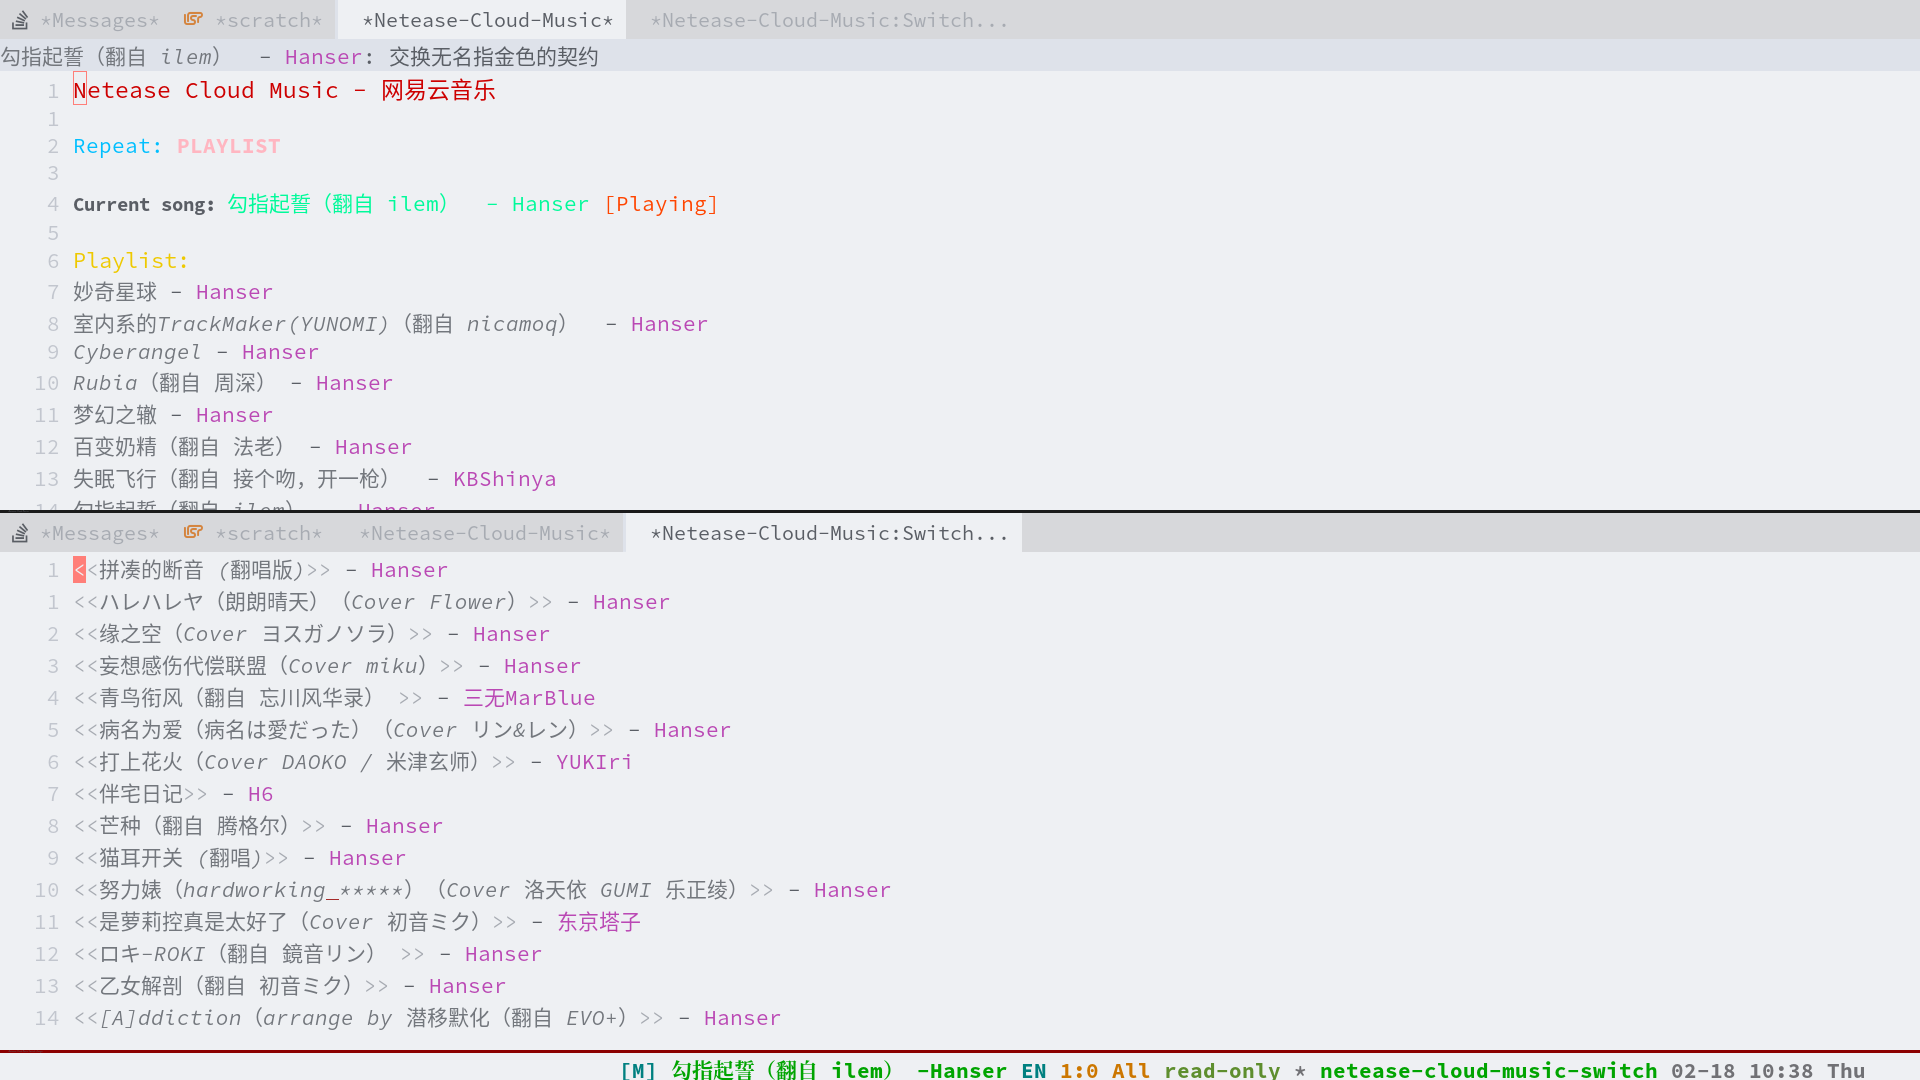 *Messages* *scratch* *Netease-Cloud-Music* *Netease-Cloud-Music:Switch...
勾指起誓（翻自 ilem） - Hanser: 交换无名指金色的契约
1 Netease Cloud Music - 网易云音乐
1
2 Repeat: PLAYLIST
3
4 Current song: 勾指起誓（翻自 ilem） - Hanser [Playing]
5
6 Playlist:
7 妙奇星球 - Hanser
8 室内系的TrackMaker(YUNOMI)（翻自 nicamoq） - Hanser
9 Cyberangel - Hanser
10 Rubia（翻自 周深） - Hanser
11 梦幻之辙 - Hanser
12 百变奶精（翻自 法老） - Hanser
13 失眠飞行（翻自 接个吻，开一枪） - KBShinya
14 勾指起誓（翻自 ilem） - Hanser
*Messages* *scratch* *Netease-Cloud-Music* *Netease-Cloud-Music:Switch...
1 <<拼凑的断音 (翻唱版)>> - Hanser
1 <<ハレハレヤ（朗朗晴天）（Cover Flower）>> - Hanser
2 <<缘之空（Cover ヨスガノソラ）>> - Hanser
3 <<妄想感伤代偿联盟（Cover miku）>> - Hanser
4 <<青鸟衔风（翻自 忘川风华录） >> - 三无MarBlue
5 <<病名为爱（病名は愛だった）（Cover リン&レン）>> - Hanser
6 <<打上花火（Cover DAOKO / 米津玄师）>> - YUKIri
7 <<伴宅日记>> - H6
8 <<芒种（翻自 腾格尔）>> - Hanser
9 <<猫耳开关 (翻唱)>> - Hanser
10 <<努力婊（hardworking_*****）（Cover 洛天依 GUMI 乐正绫）>> - Hanser
11 <<是萝莉控真是太好了（Cover 初音ミク）>> - 东京塔子
12 <<ロキ-ROKI（翻自 鏡音リン） >> - Hanser
13 <<乙女解剖（翻自 初音ミク）>> - Hanser
14 <<[A]ddiction（arrange by 潜移默化（翻自 EVO+）>> - Hanser
[M] 勾指起誓（翻自 ilem） -Hanser EN 1:0 All read-only * netease-cloud-music-switch 02-18 10:38 Thu